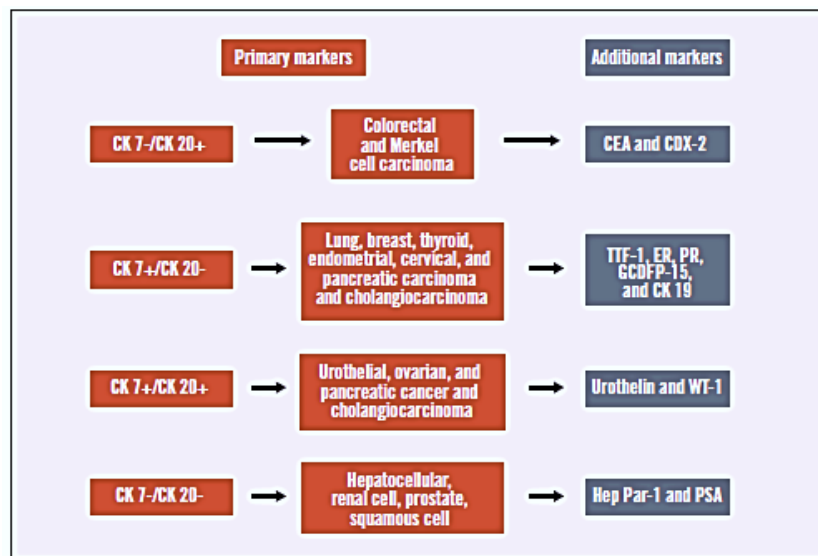 Primary markers
Additional markers
CK 7-/CK 20+
Colorectal
and Merkel
cell carcinoma
CEA and CDX-2
CK 7+/CK 20-
Lung, breast, thyroid,
endometrial, cervical, and
pancreatic carcinoma
and cholangiocarcinoma
TTF-1, ER, PR,
GCDFP-15,
and CK 19
CK 7+/CK 20+
Urothelial, ovarian, and
pancreatic cancer and
cholangiocarcinoma
Urothelin and WT-1
CK 7-/CK 20-
Hepatocellular,
renal cell, prostate,
squamous cell
Hep Par-1 and PSA